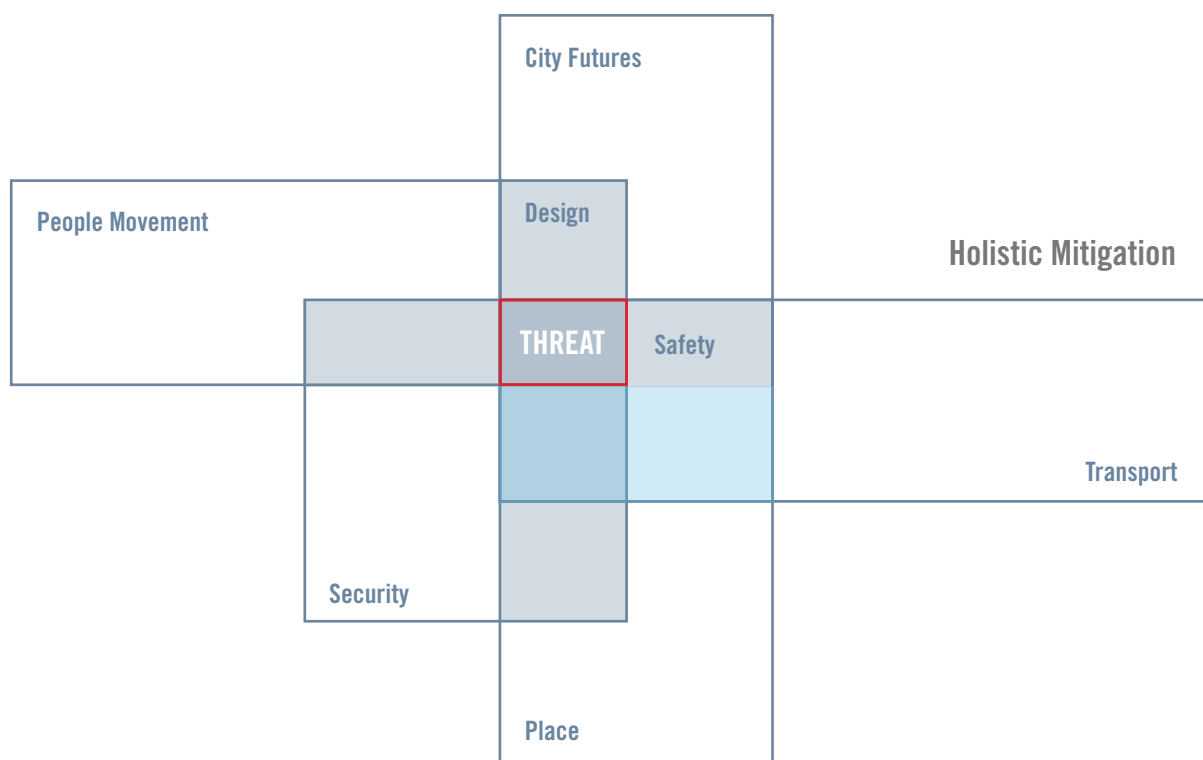 City Futures
People Movement
Design
Holistic Mitigation
THREAT
Safety
Transport
Security
Place